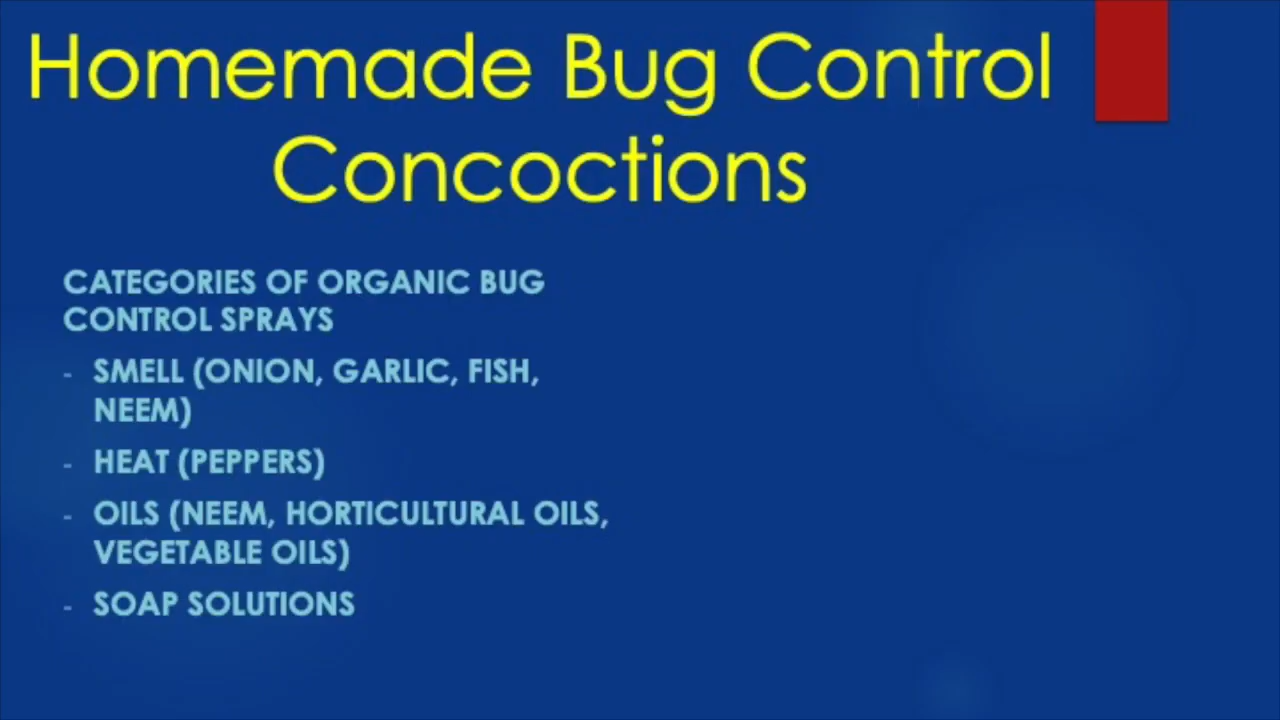 Homemade Bug Control
Concoctions
CATEGORIES OF ORGANIC BUG
CONTROL SPRAYS
- SMELL (ONION, GARLIC, FISH,
NEEM)
- HEAT (PEPPERS)
- OILS (NEEM, HORTICULTURAL OILS,
VEGETABLE OILS)
- SOAP SOLUTIONS